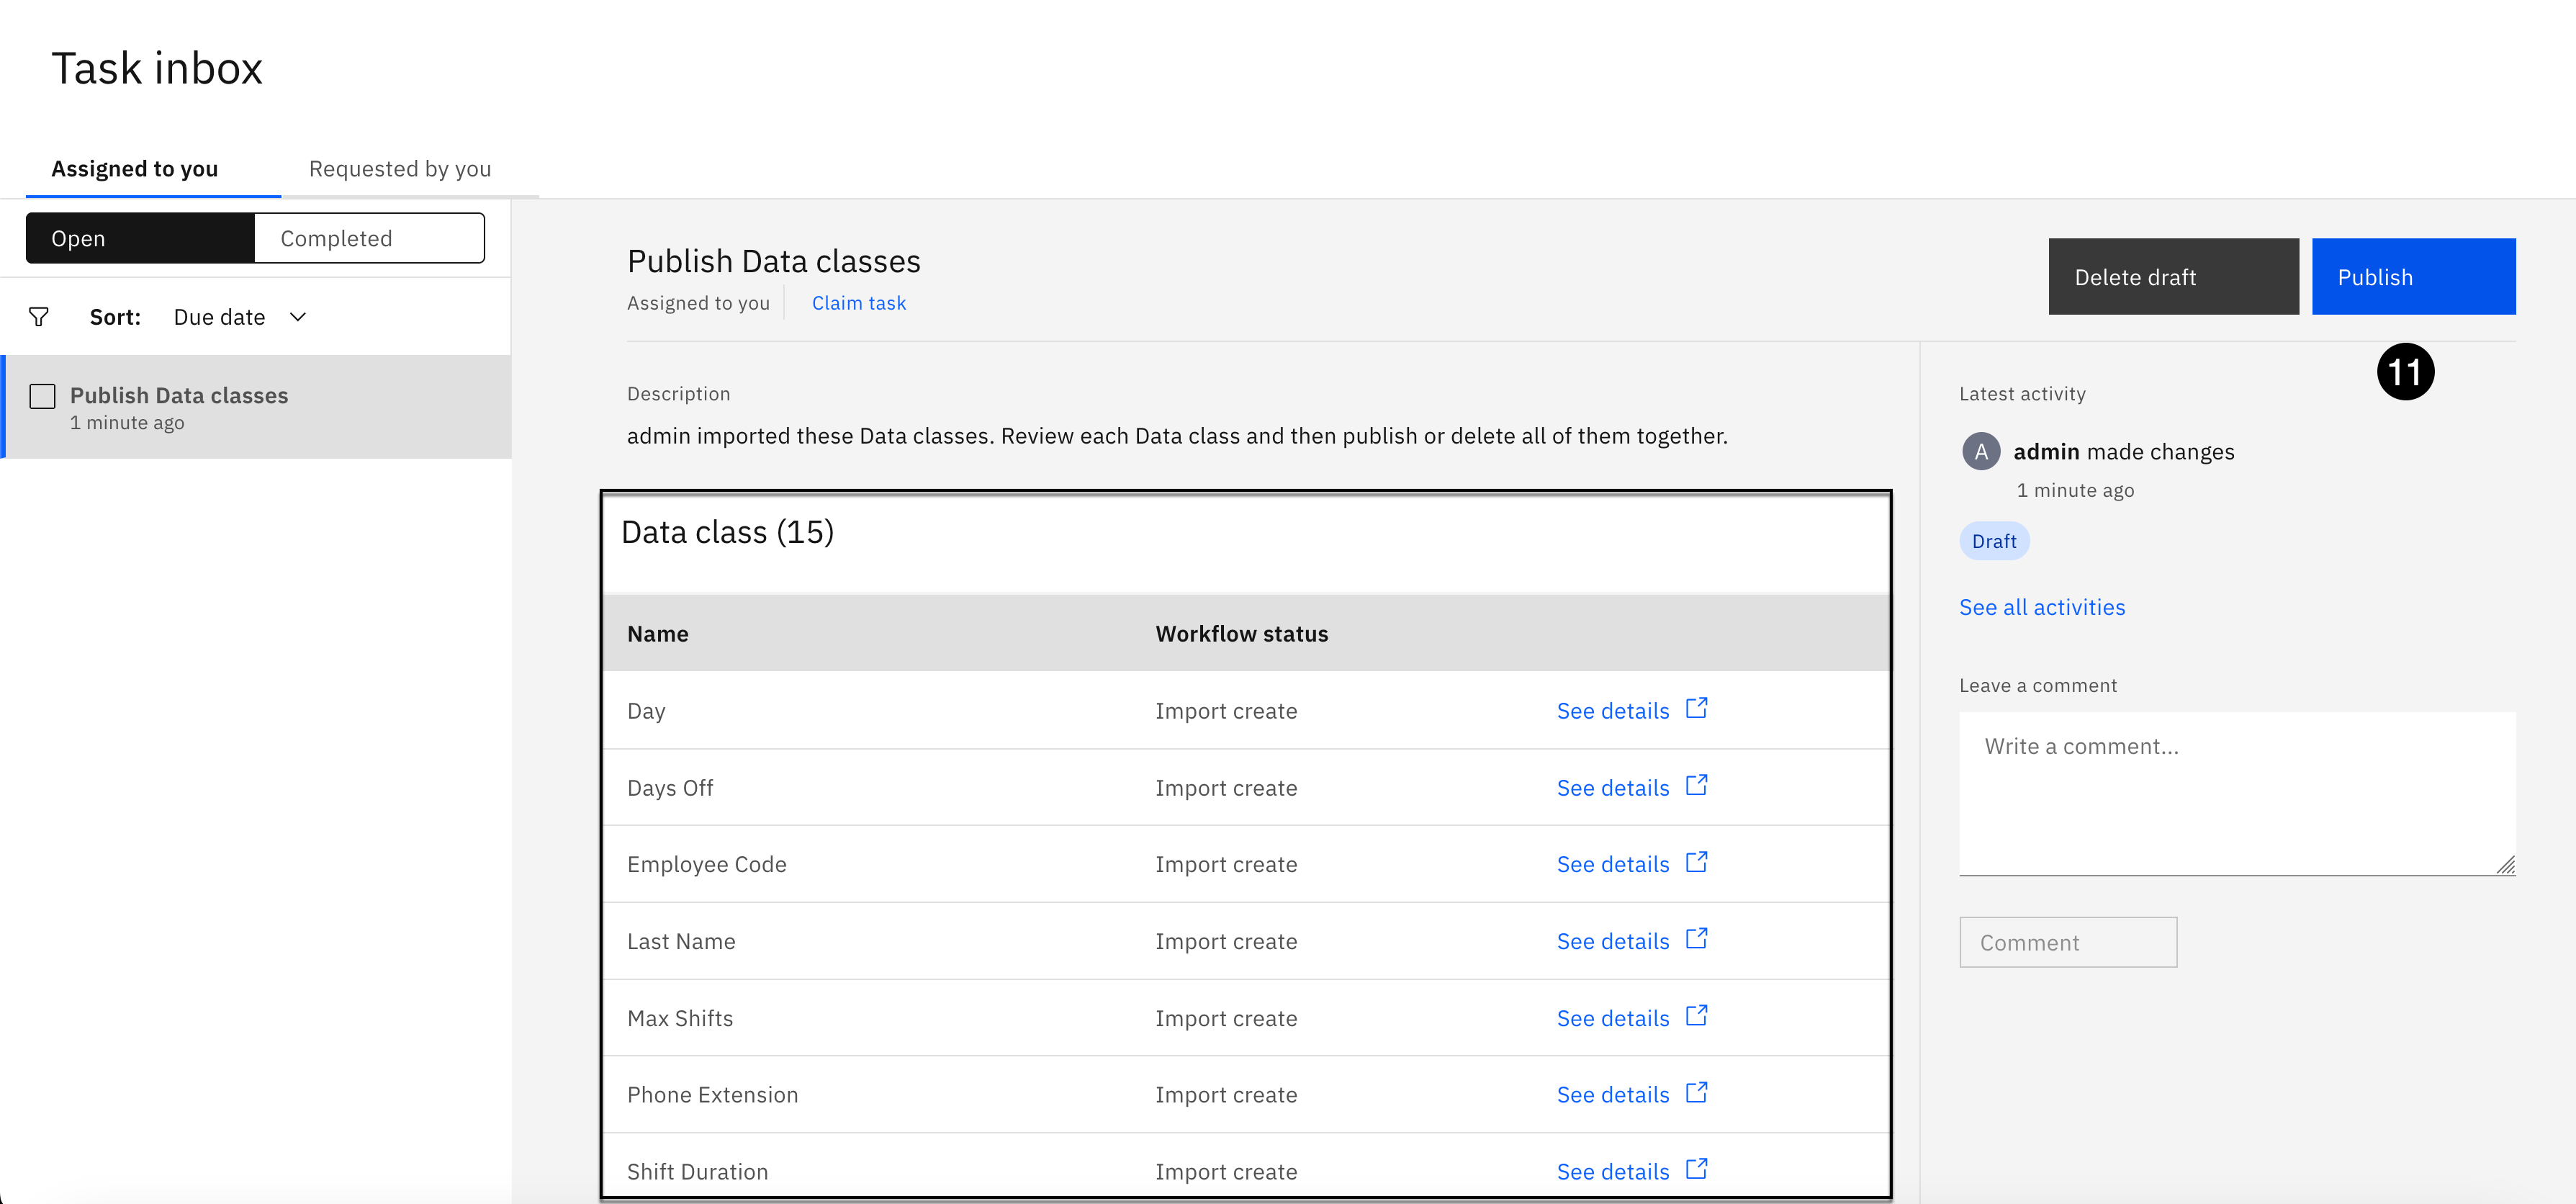 Task inbox
Assigned to you
Requested by you
Open
Completed
Sort: Due date
Publish Data classes
1 minute ago
Publish Data classes
Assigned to you
Claim task
Delete draft
Publish
11
Description
admin imported these Data classes. Review each Data class and then publish or delete all of them together.
Data class (15)
Name Workflow status
Day Import create See details
Days Off Import create See details
Employee Code Import create See details
Last Name Import create See details
Max Shifts Import create See details
Phone Extension Import create See details
Shift Duration Import create See details
Latest activity
A admin made changes
1 minute ago
Draft
See all activities
Leave a comment
Write a comment...
Comment